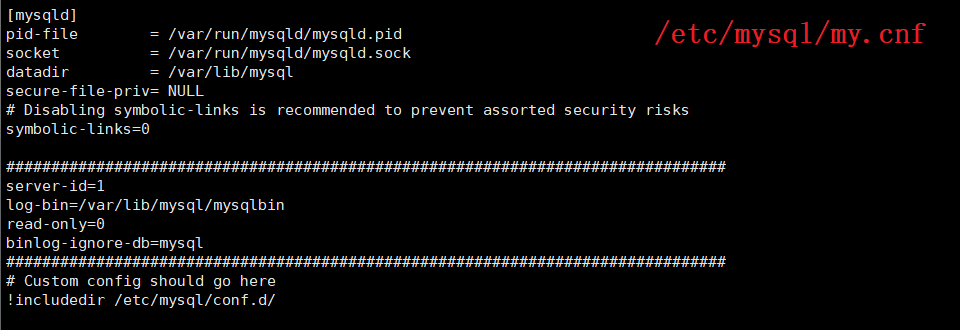 [mysqld]
pid-file        = /var/run/mysqld/mysqld.pid
/etc/mysql/my.cnf
socket          = /var/run/mysqld/mysqld.sock
datadir         = /var/lib/mysql
secure-file-priv= NULL
# Disabling symbolic-links is recommended to prevent assorted security risks
symbolic-links=0
################################################################################
server-id=1
log-bin=/var/lib/mysql/mysqlbin
read-only=0
binlog-ignore-db=mysql
################################################################################
# Custom config should go here
!includedir /etc/mysql/conf.d/